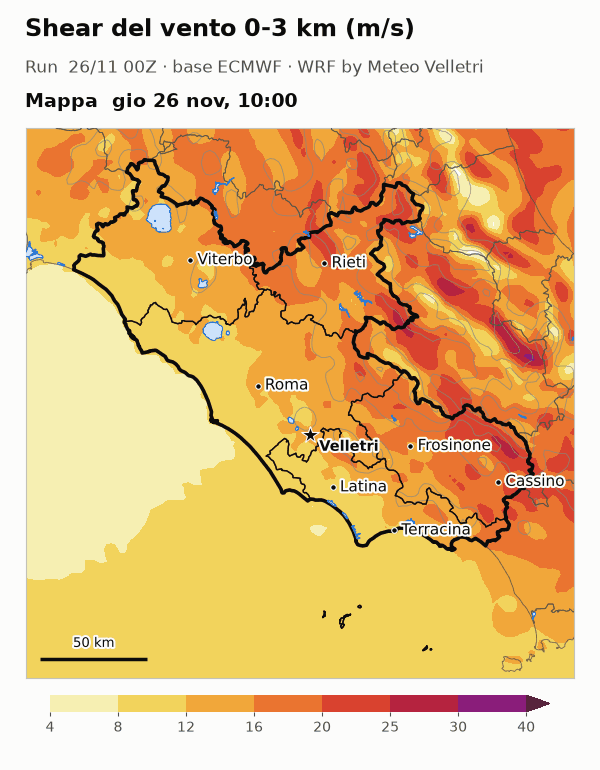 Shear del vento 0-3 km (m/s)
Run  26/11 00Z · base ECMWF · WRF by Meteo Velletri
Mappa  gio 26 nov, 10:00
Viterbo
Rieti
Roma
Velletri
Frosinone
Cassino
Latina
Terracina
50 km
4 8 12 16 20 25 30 40